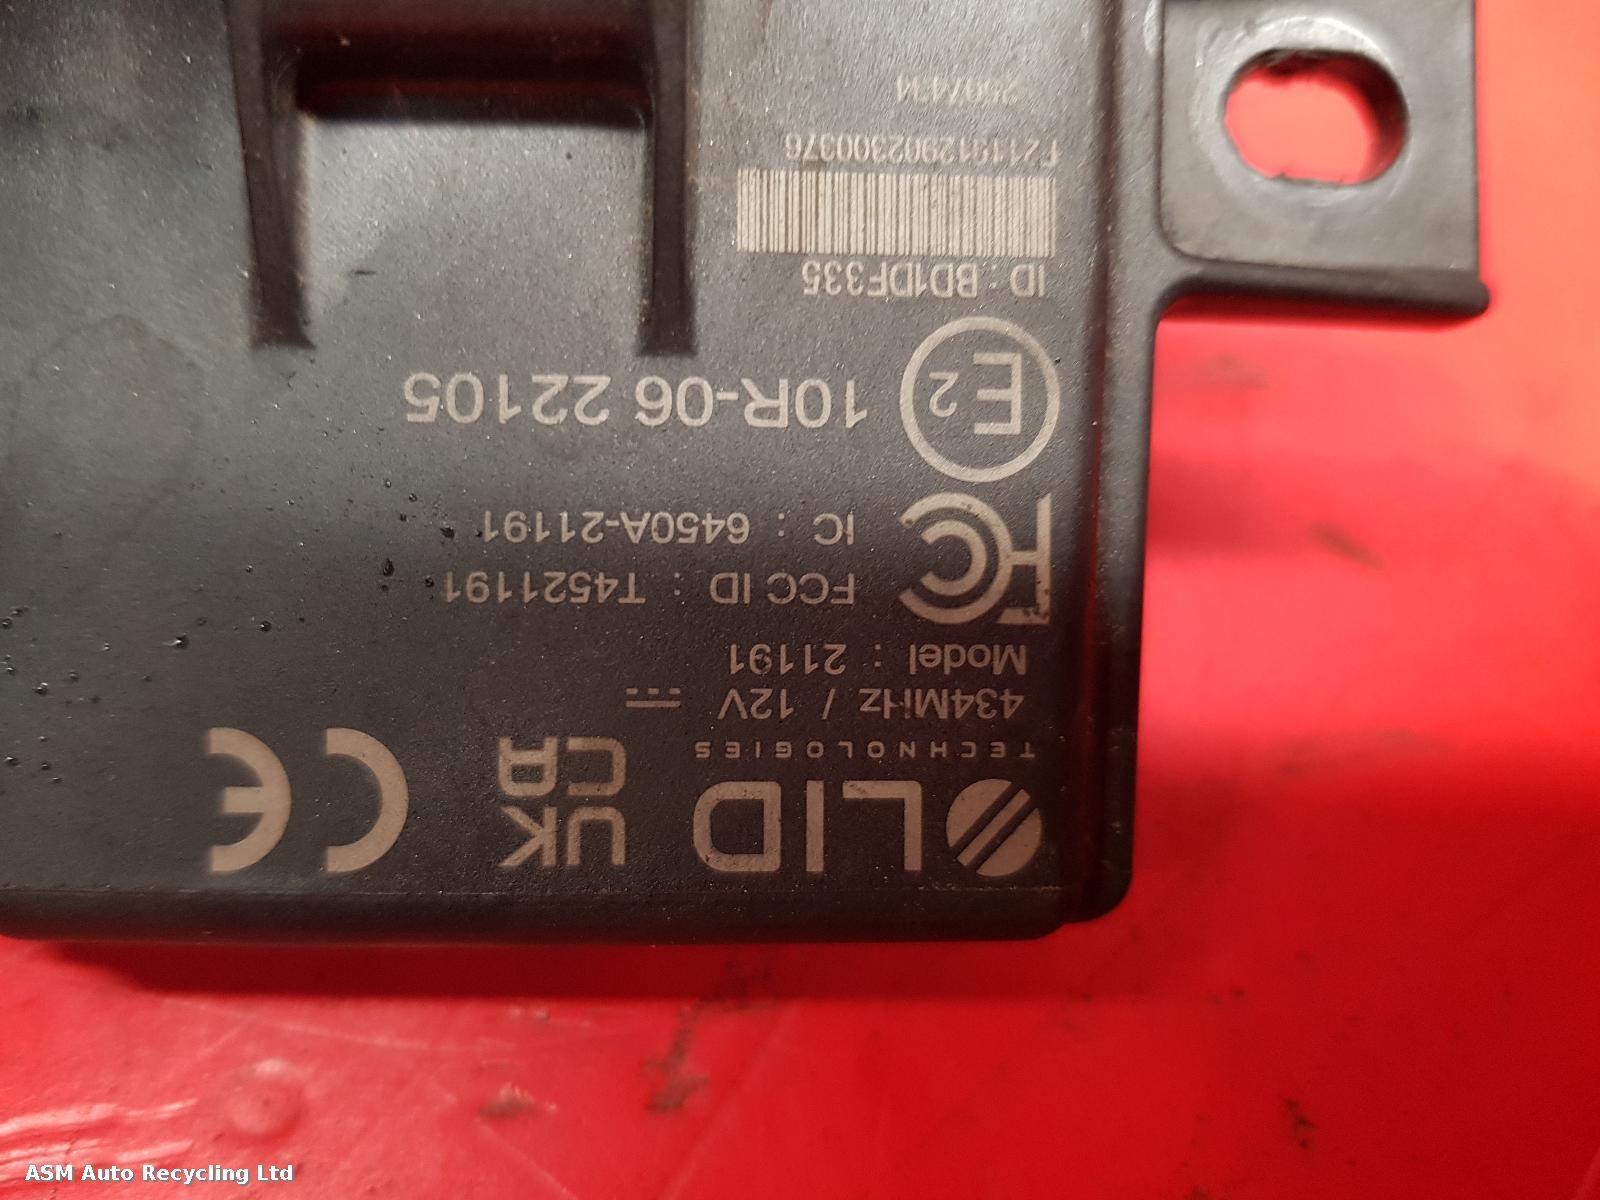 LID
TECHNOLOGIES
UK
CA
CE
434MHz / 12V
Model : 21191
FCC ID : T4521191
IC : 6450A-21191
FC
E2
10R-06 22105
ID : BD1DF335
F211912902300376
ASM Auto Recycling Ltd